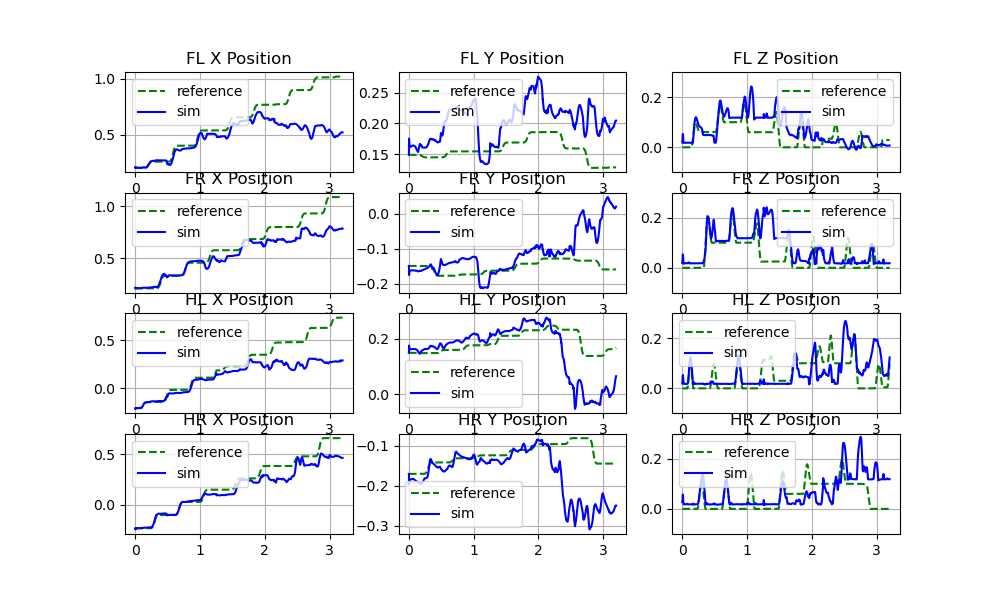 FL X Position
FL Y Position
FL Z Position
1.0
0.5
reference
sim
0 1 2 3
0.25
0.20
0.15
reference
sim
0 1 2 3
0.2
0.0
reference
sim
0 1 2 3
FR X Position
FR Y Position
FR Z Position
1.0
0.5
reference
sim
0 1 2 3
0.0
−0.1
−0.2
reference
sim
0 1 2 3
0.2
0.0
reference
sim
0 1 2 3
HL X Position
HL Y Position
HL Z Position
0.5
0.0
reference
sim
0 1 2 3
0.2
0.0
reference
sim
0 1 2 3
0.2
0.0
reference
sim
0 1 2 3
HR X Position
HR Y Position
HR Z Position
0.5
0.0
reference
sim
0 1 2 3
−0.1
−0.2
−0.3
reference
sim
0 1 2 3
0.2
0.0
reference
sim
0 1 2 3